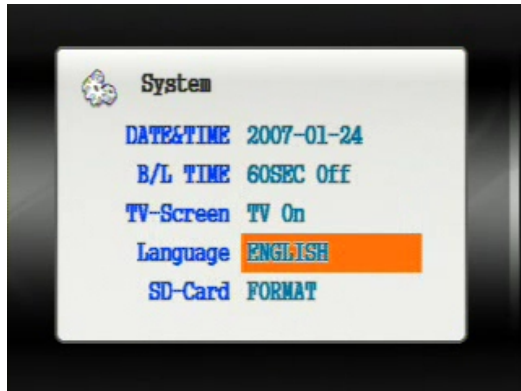 System
DATE&TIME 2007-01-24
B/L TIME 60SEC Off
TV-Screen TV On
Language ENGLISH
SD-Card FORMAT